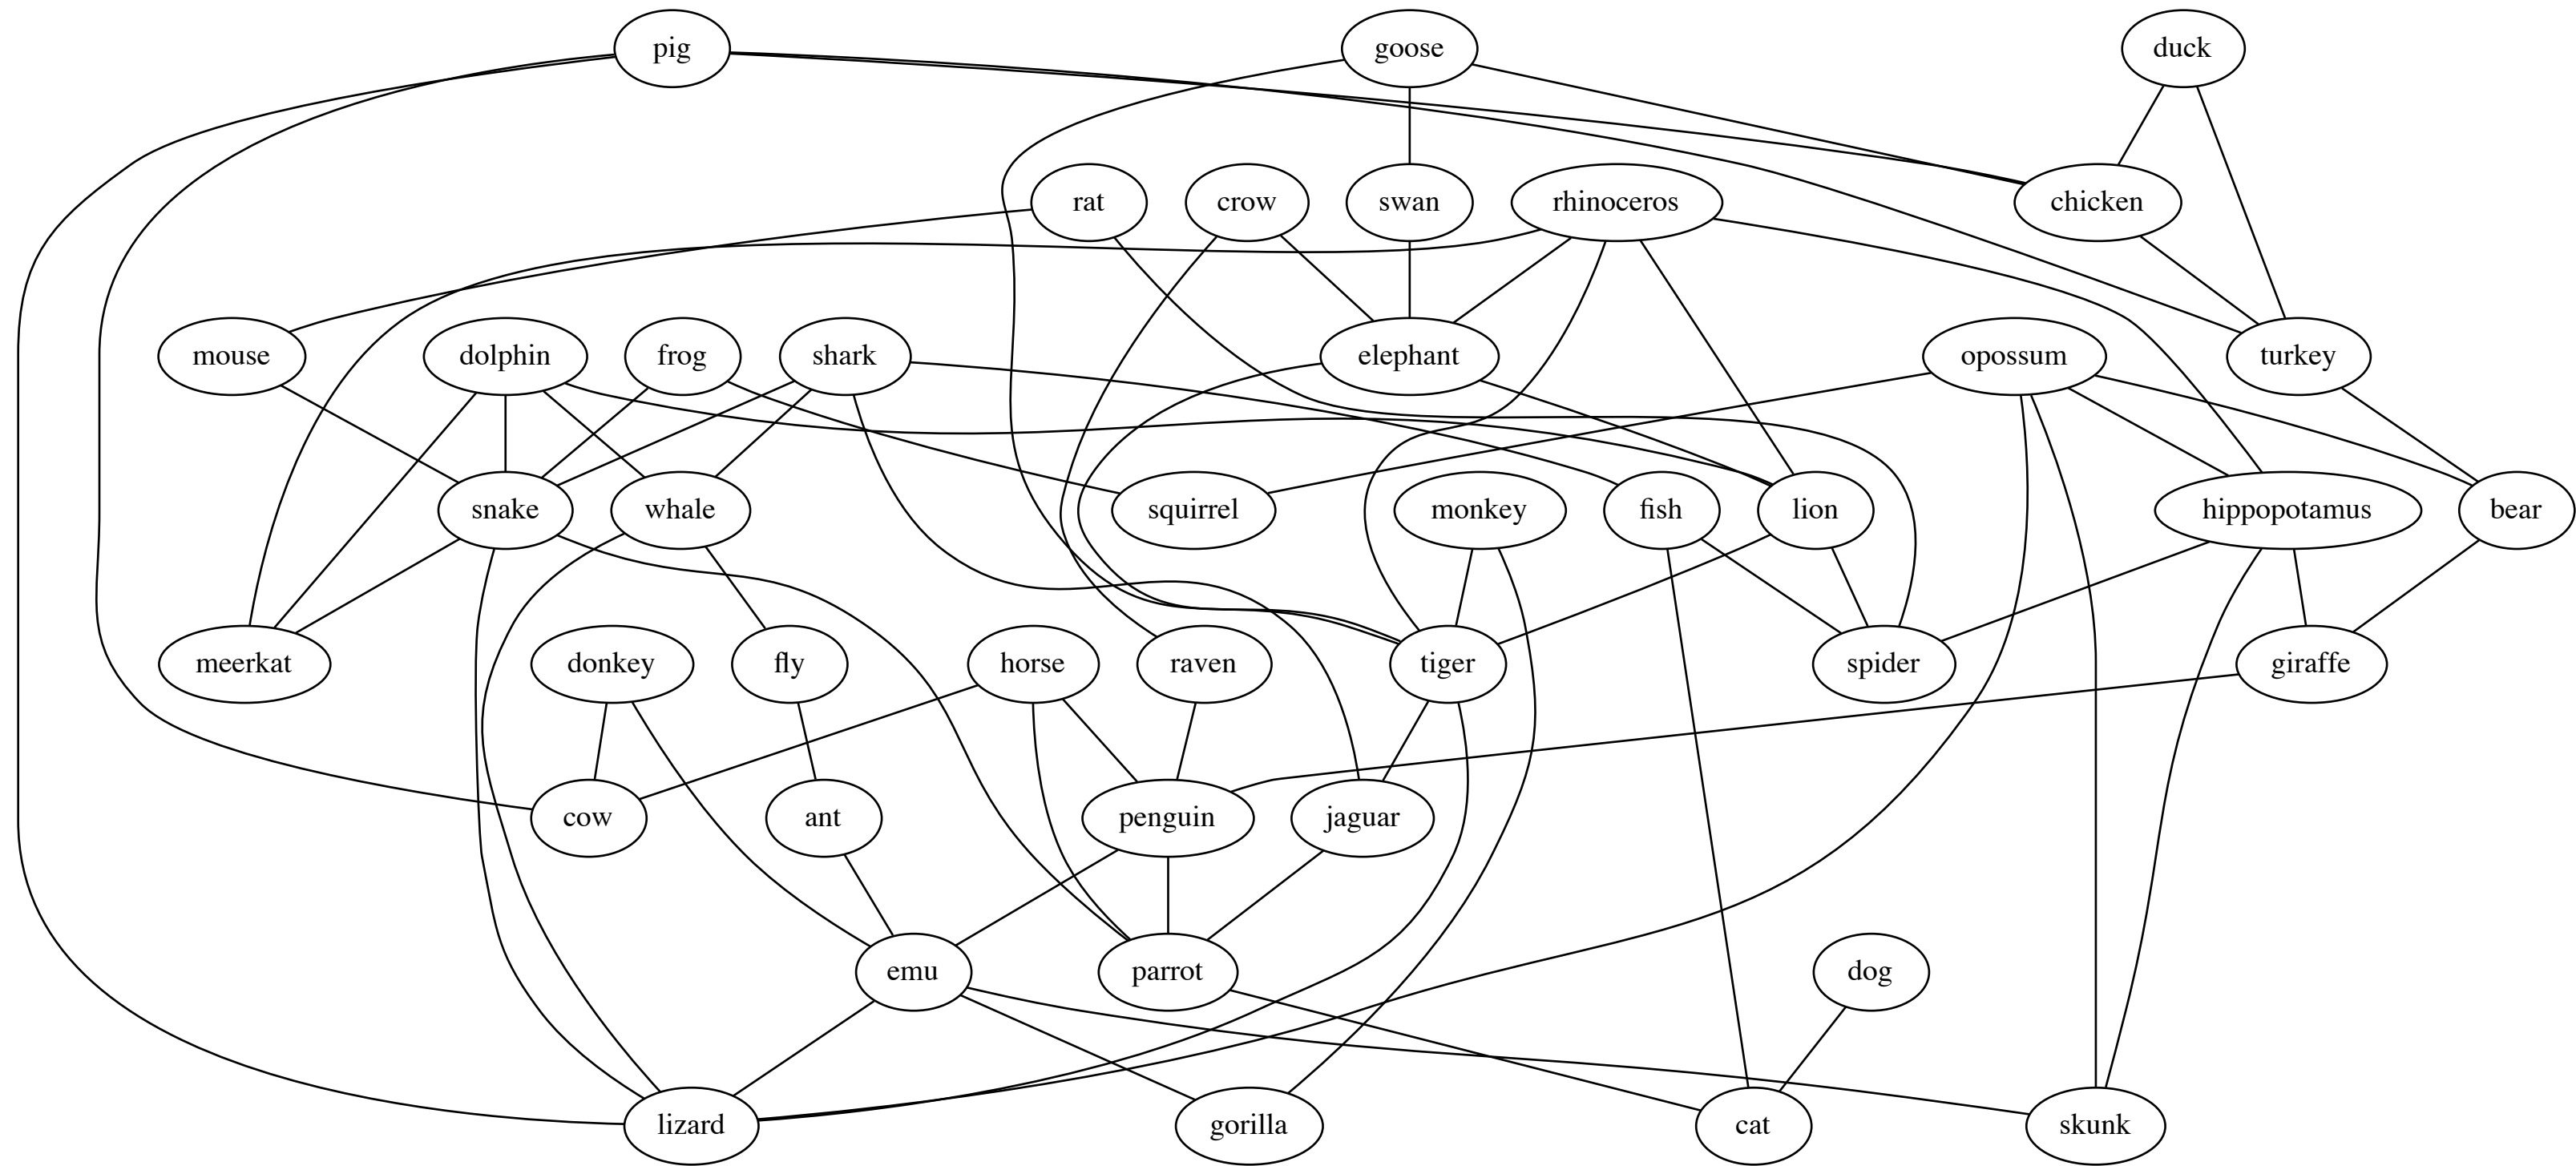 pig
goose
duck
rat
crow
swan
rhinoceros
chicken
mouse
dolphin
frog
shark
elephant
opossum
turkey
snake
whale
squirrel
monkey
fish
lion
hippopotamus
bear
meerkat
donkey
fly
horse
raven
tiger
spider
giraffe
cow
ant
penguin
jaguar
emu
parrot
dog
lizard
gorilla
cat
skunk